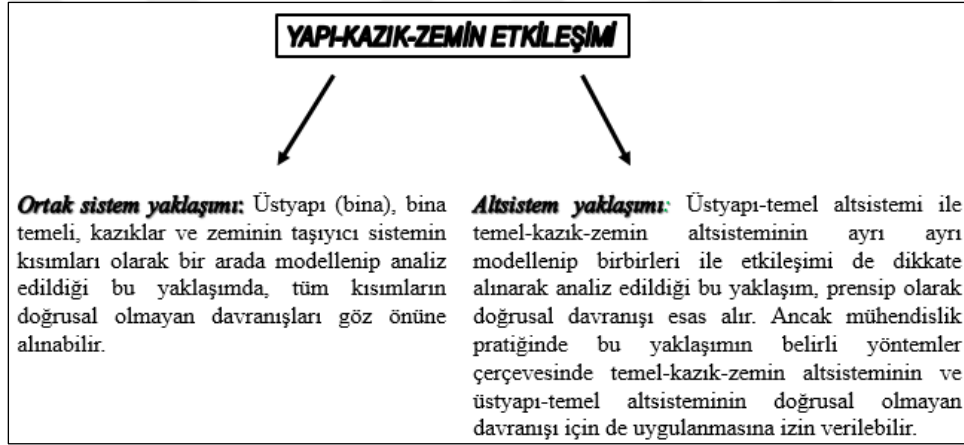 YAPI-KAZIK-ZEMİN ETKİLEŞİMİ
Ortak sistem yaklaşımı: Üstyapı (bina), bina
temeli, kazıklar ve zeminin taşıyıcı sistemin
kısımları olarak bir arada modellenip analiz
edildiği bu yaklaşımda, tüm kısımların
doğrusal olmayan davranışları göz önüne
alınabilir.
Altsistem yaklaşımı: Üstyapı-temel altsistemi ile
temel-kazık-zemin altsisteminin ayrı ayrı
modellenip birbirleri ile etkileşimi de dikkate
alınarak analiz edildiği bu yaklaşım, prensip olarak
doğrusal davranışı esas alır. Ancak mühendislik
pratiğinde bu yaklaşımın belirli yöntemler
çerçevesinde temel-kazık-zemin altsisteminin ve
üstyapı-temel altsisteminin doğrusal olmayan
davranışı için de uygulanmasına izin verilebilir.